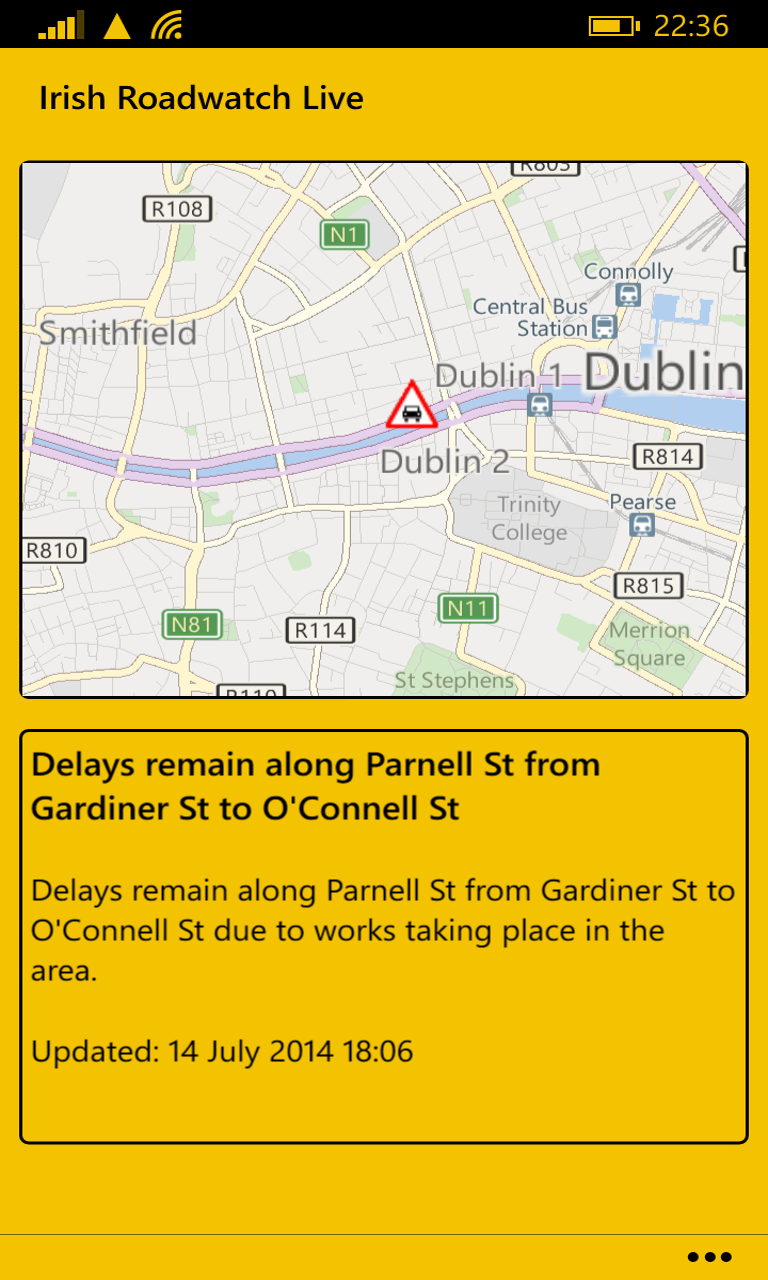 22:36
Irish Roadwatch Live
R803
R108
N1
Connolly
Central Bus
Station
Smithfield
Dublin 1
Dublin
Dublin 2
R814
Trinity
College
Pearse
R810
R815
N11
N81
R114
Merrion
Square
St Stephens
R110
Delays remain along Parnell St from
Gardiner St to O'Connell St
Delays remain along Parnell St from Gardiner St to
O'Connell St due to works taking place in the
area.
Updated: 14 July 2014 18:06